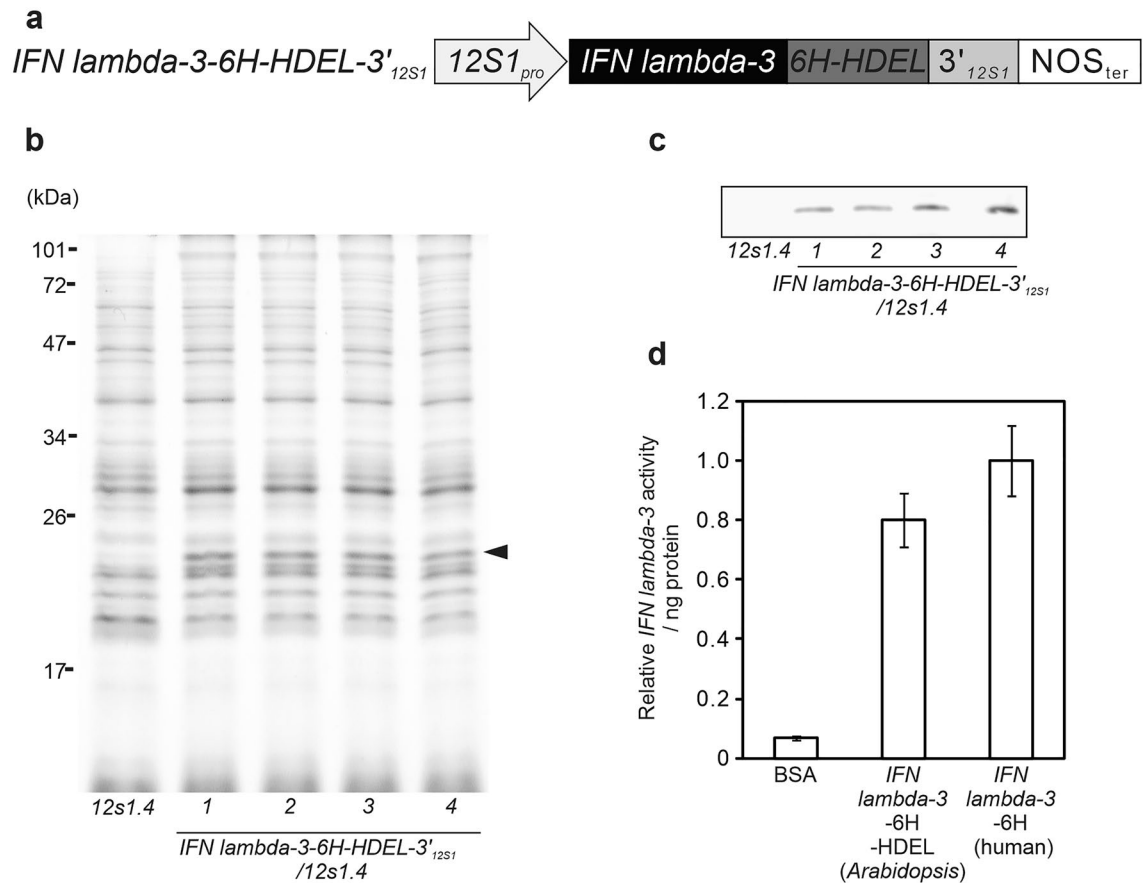 a
IFN lambda-3-6H-HDEL-3'12S1 12S1pro IFN lambda-3 6H-HDEL 3'12S1 NOSter
b
(kDa)
101
72
47
34
26
17
12s1.4 1 2 3 4
IFN lambda-3-6H-HDEL-3'12S1
/12s1.4
c
12s1.4 1 2 3 4
IFN lambda-3-6H-HDEL-3'12S1
/12s1.4
d
Relative IFN lambda-3 activity
/ ng protein
1.2
1.0
0.8
0.6
0.4
0.2
0
BSA
IFN
lambda-3
-6H
-HDEL
(Arabidopsis)
IFN
lambda-3
-6H
(human)